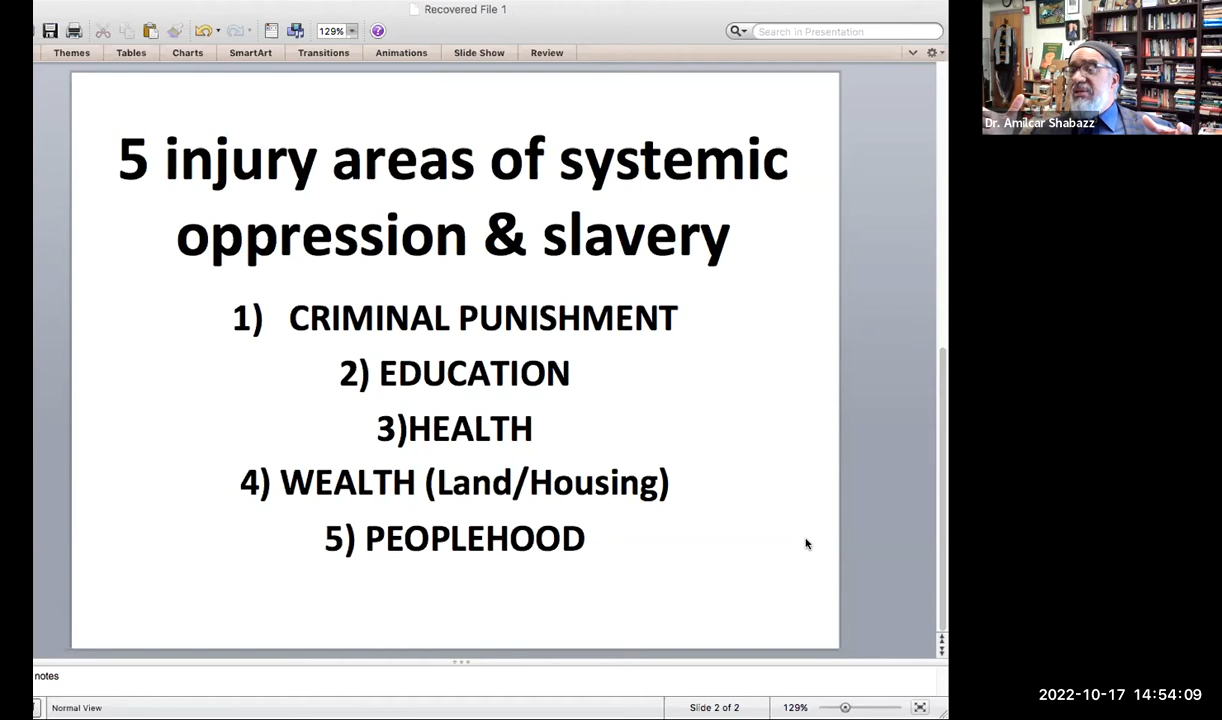 Recovered File 1
129%
Search in Presentation
Themes Tables Charts SmartArt Transitions Animations Slide Show Review
Dr. Amilcar Shabazz
5 injury areas of systemic
oppression & slavery
1) CRIMINAL PUNISHMENT
2) EDUCATION
3)HEALTH
4) WEALTH (Land/Housing)
5) PEOPLEHOOD
notes
Normal View Slide 2 of 2 129%
2022-10-17 14:54:09